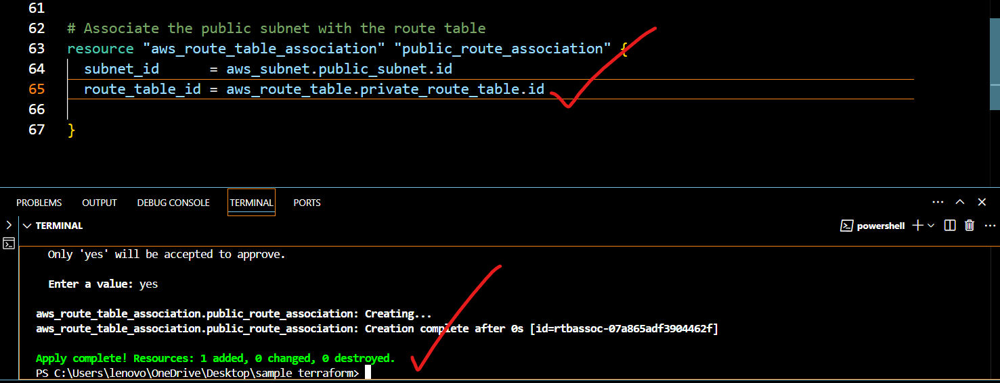 61
62 # Associate the public subnet with the route table
63 resource "aws_route_table_association" "public_route_association" {
64 subnet_id = aws_subnet.public_subnet.id
65 route_table_id = aws_route_table.private_route_table.id
66
67 }
PROBLEMS OUTPUT DEBUG CONSOLE TERMINAL PORTS
TERMINAL powershell
Only 'yes' will be accepted to approve.
Enter a value: yes
aws_route_table_association.public_route_association: Creating...
aws_route_table_association.public_route_association: Creation complete after 0s [id=rtbassoc-07a865adf3904462f]
Apply complete! Resources: 1 added, 0 changed, 0 destroyed.
PS C:\Users\lenovo\OneDrive\Desktop\sample terraform>